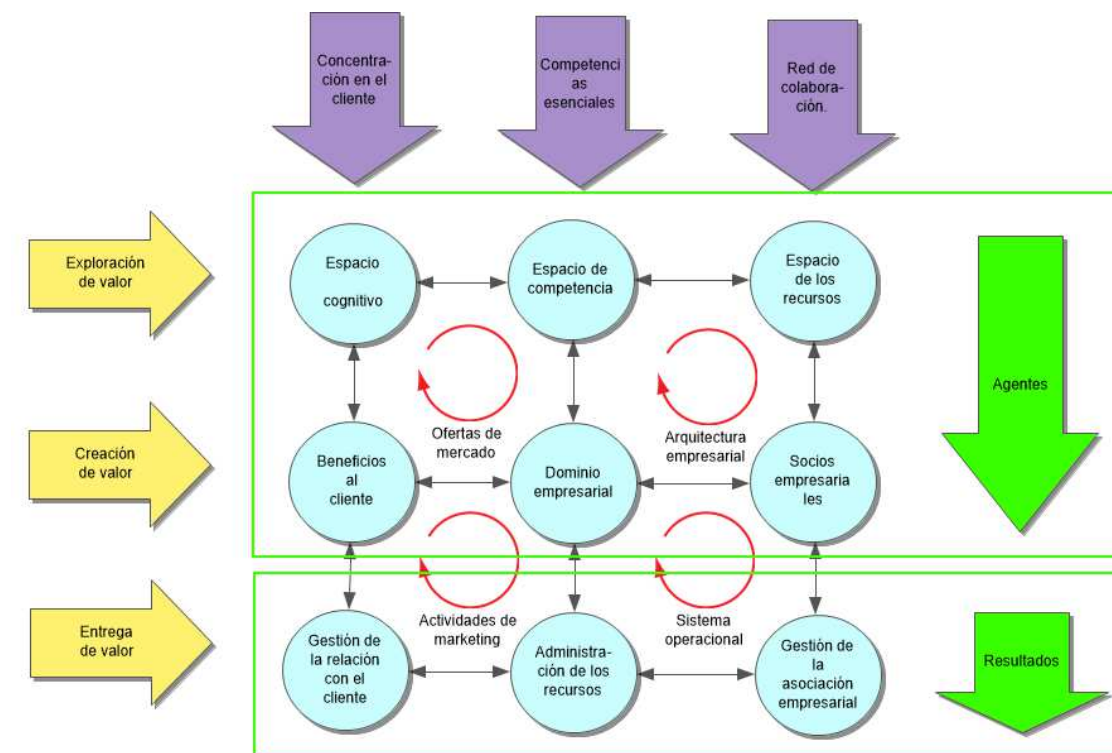 Concentra-
ción en el
cliente
Competenci
as
esenciales
Red de
colabora-
ción.
Exploración
de valor
Espacio
cognitivo
Espacio de
competencia
Espacio
de los
recursos
Agentes
Ofertas de
mercado
Arquitectura
empresarial
Creación
de valor
Beneficios
al
cliente
Dominio
empresarial
Socios
empresaria
les
Actividades de
marketing
Sistema
operacional
Entrega
de valor
Gestión de
la relación
con el
cliente
Administra-
ción de los
recursos
Gestión de
la
asociación
empresarial
Resultados